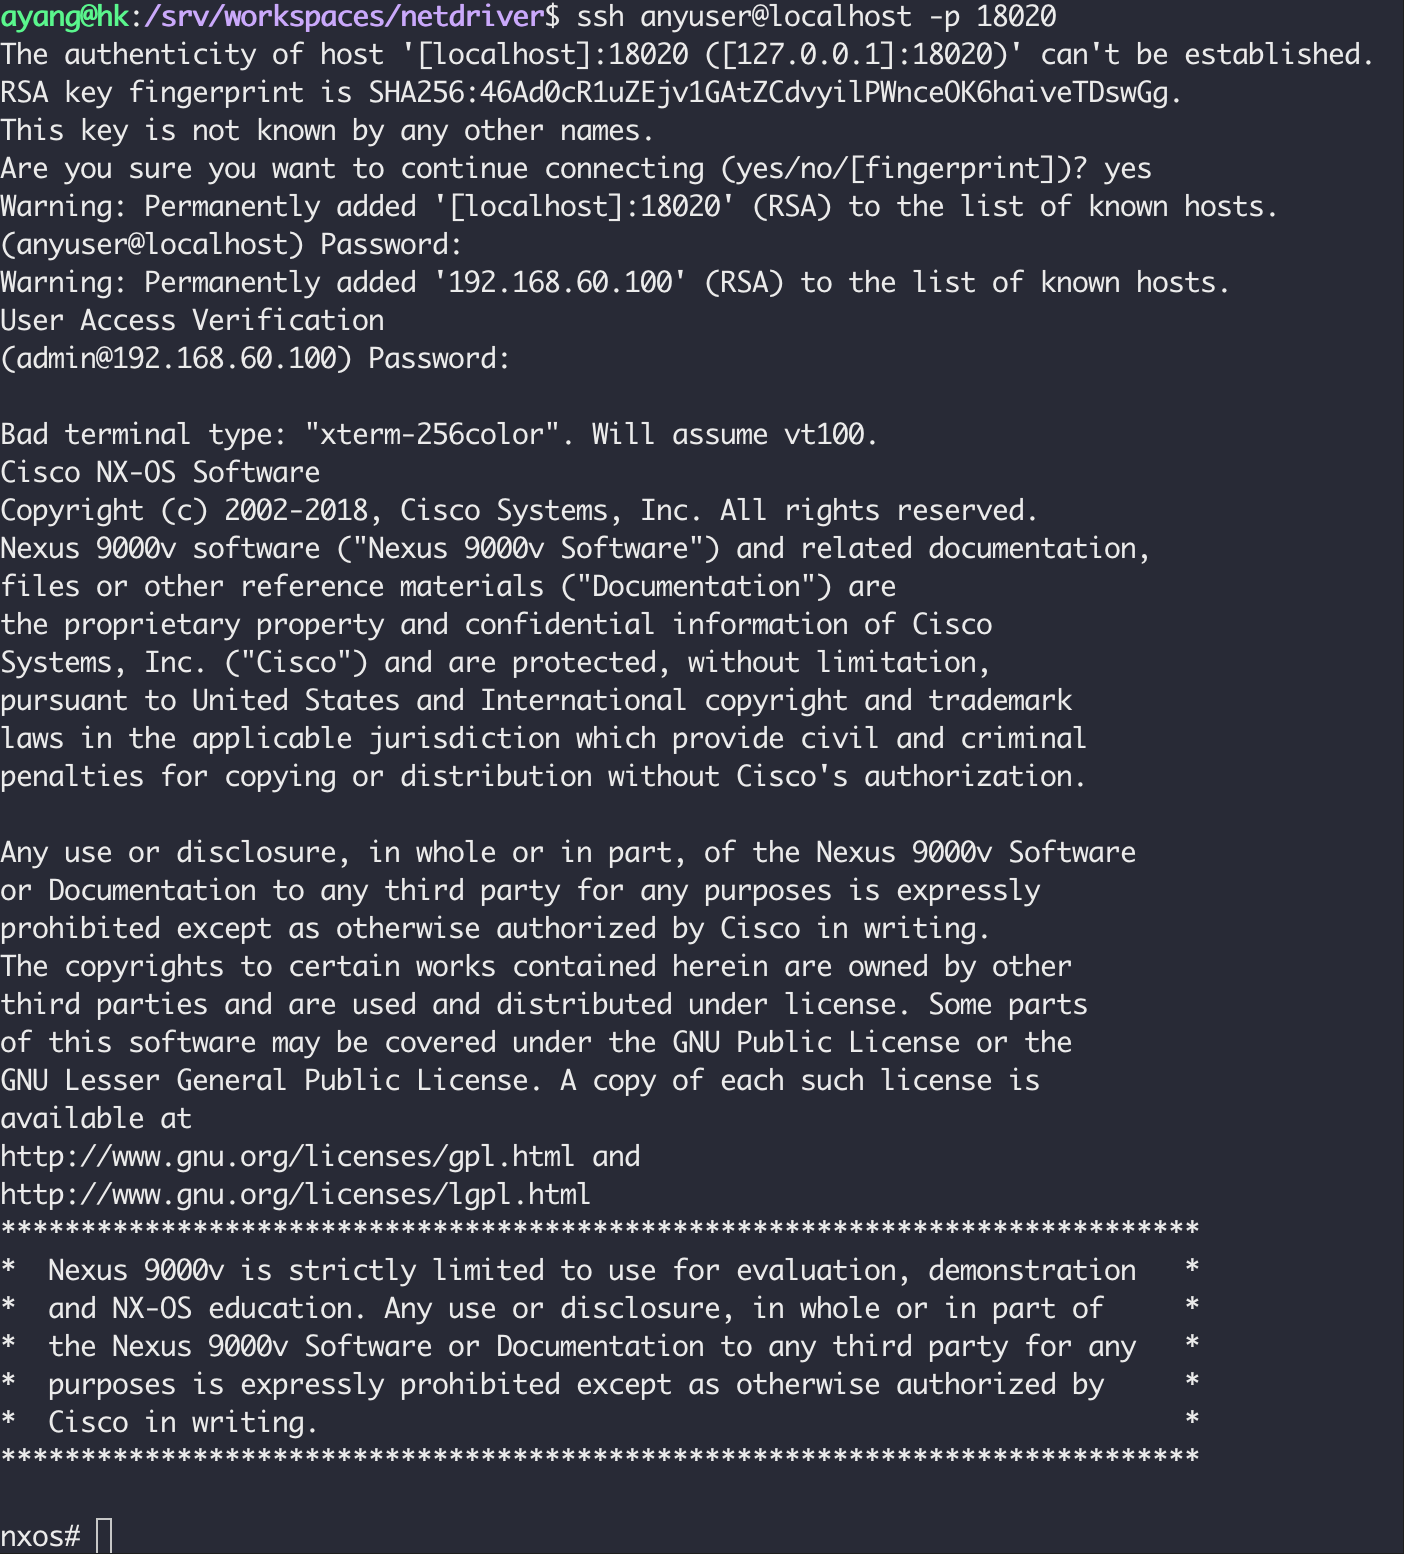 ayang@hk:/srv/workspaces/netdriver$ ssh anyuser@localhost -p 18020
The authenticity of host '[localhost]:18020 ([127.0.0.1]:18020)' can't be established.
RSA key fingerprint is SHA256:46Ad0cR1uZEjv1GAtZCdvyilPWnceOK6haiveTDswGg.
This key is not known by any other names.
Are you sure you want to continue connecting (yes/no/[fingerprint])? yes
Warning: Permanently added '[localhost]:18020' (RSA) to the list of known hosts.
(anyuser@localhost) Password:
Warning: Permanently added '192.168.60.100' (RSA) to the list of known hosts.
User Access Verification
(admin@192.168.60.100) Password:

Bad terminal type: "xterm-256color". Will assume vt100.
Cisco NX-OS Software
Copyright (c) 2002-2018, Cisco Systems, Inc. All rights reserved.
Nexus 9000v software ("Nexus 9000v Software") and related documentation,
files or other reference materials ("Documentation") are
the proprietary property and confidential information of Cisco
Systems, Inc. ("Cisco") and are protected, without limitation,
pursuant to United States and International copyright and trademark
laws in the applicable jurisdiction which provide civil and criminal
penalties for copying or distribution without Cisco's authorization.

Any use or disclosure, in whole or in part, of the Nexus 9000v Software
or Documentation to any third party for any purposes is expressly
prohibited except as otherwise authorized by Cisco in writing.
The copyrights to certain works contained herein are owned by other
third parties and are used and distributed under license. Some parts
of this software may be covered under the GNU Public License or the
GNU Lesser General Public License. A copy of each such license is
available at
http://www.gnu.org/licenses/gpl.html and
http://www.gnu.org/licenses/lgpl.html
***************************************************************************
*  Nexus 9000v is strictly limited to use for evaluation, demonstration   *
*  and NX-OS education. Any use or disclosure, in whole or in part of     *
*  the Nexus 9000v Software or Documentation to any third party for any   *
*  purposes is expressly prohibited except as otherwise authorized by     *
*  Cisco in writing.                                                      *
***************************************************************************

nxos#